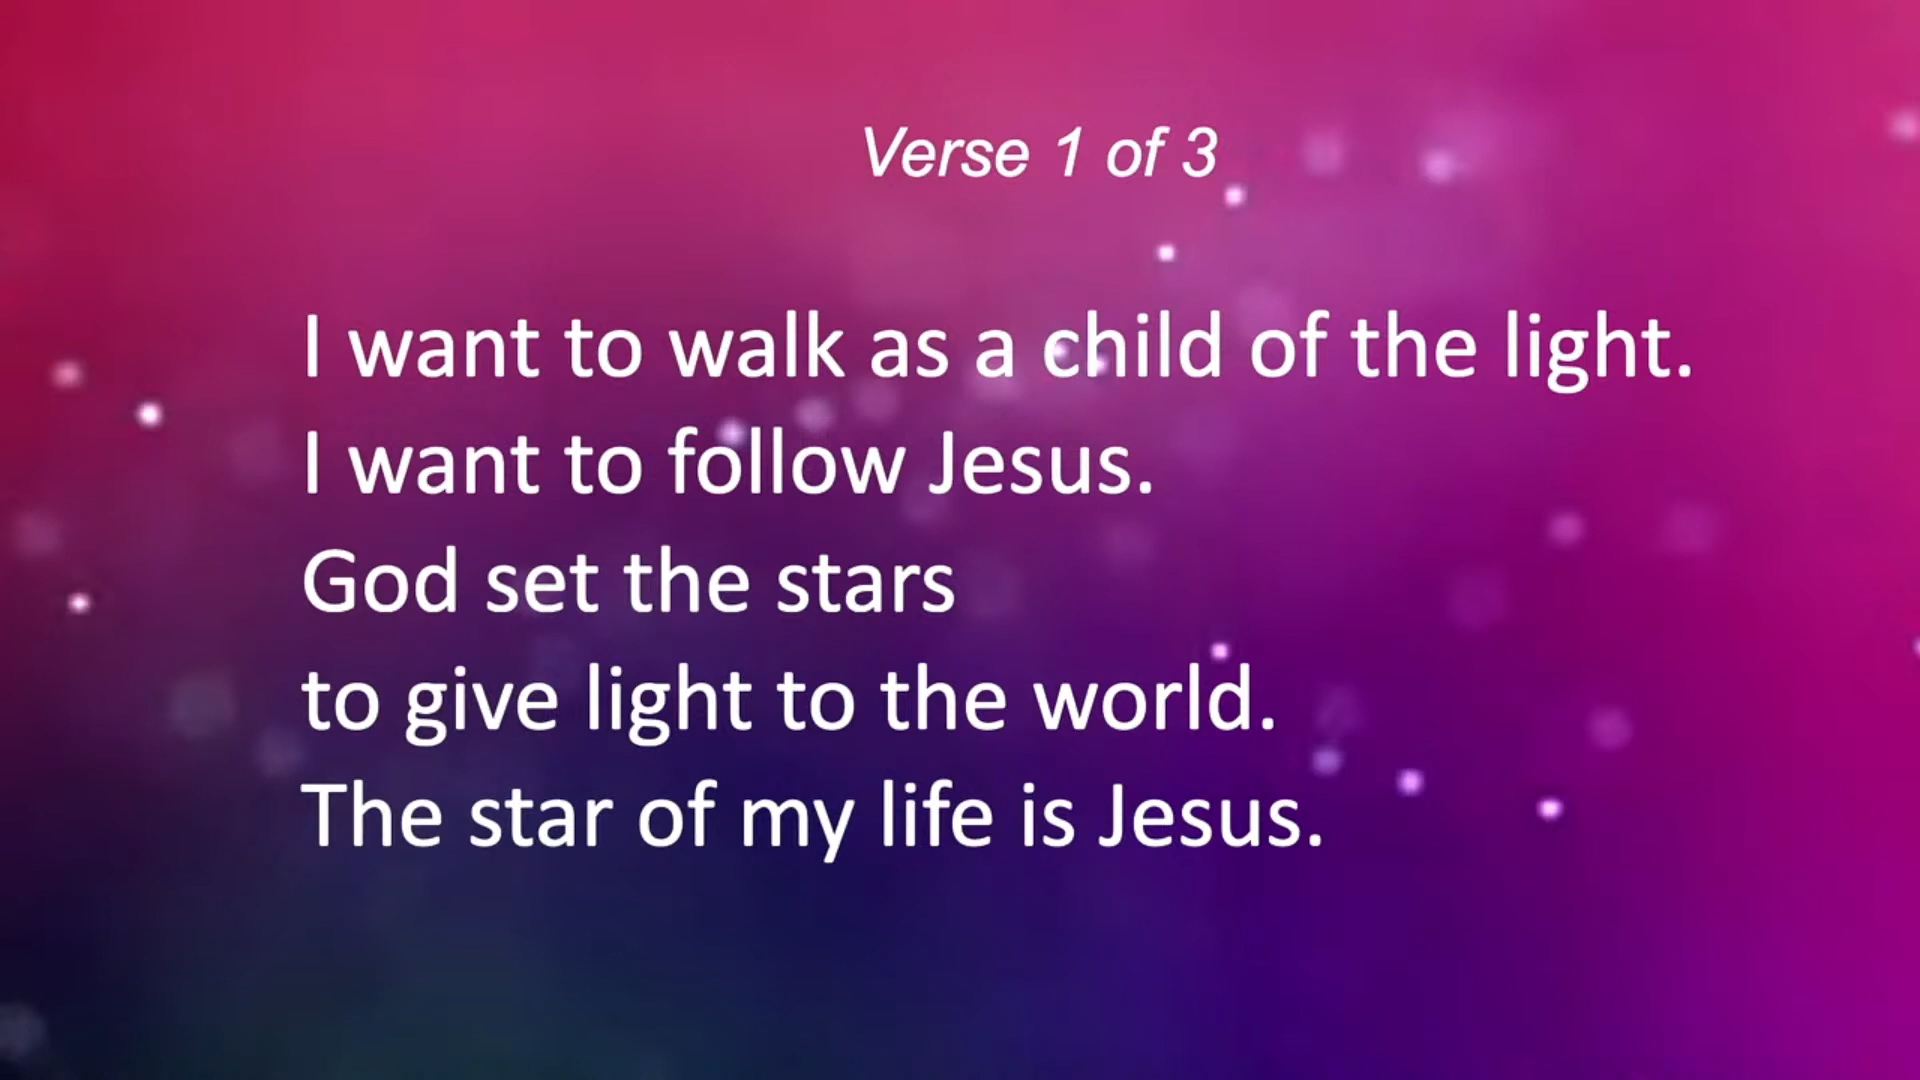 Verse 1 of 3
I want to walk as a child of the light.
I want to follow Jesus.
God set the stars
to give light to the world.
The star of my life is Jesus.